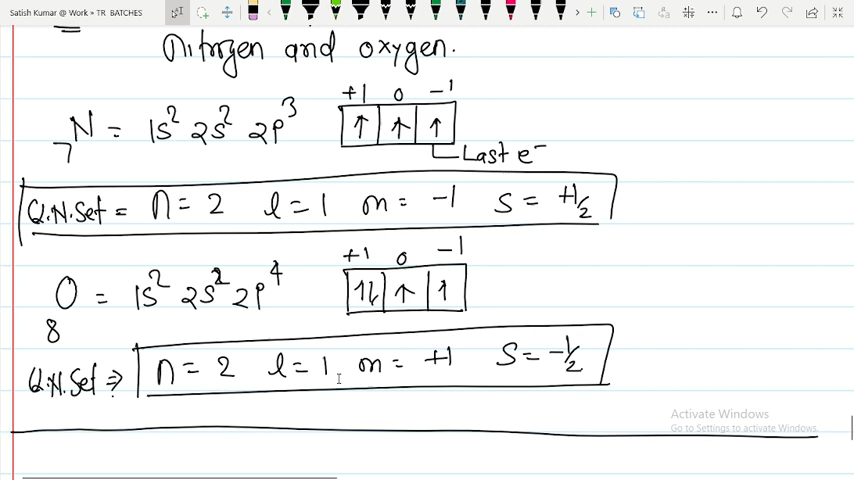 Satish Kumar @ Work » TR BATCHES
Nitrogen and oxygen.
+1 0 -1
₇N = 1s² 2s² 2p³ ↑ ↑ ↑
Last e⁻
Q.N.Set = n = 2 l = 1 m = -1 s = +1/2
+1 0 -1
₈O = 1s² 2s² 2p⁴ ↑↓ ↑ ↑
Q.N.Set ⇒ n = 2 l = 1 m = +1 s = -1/2
Activate Windows
Go to Settings to activate Windows.